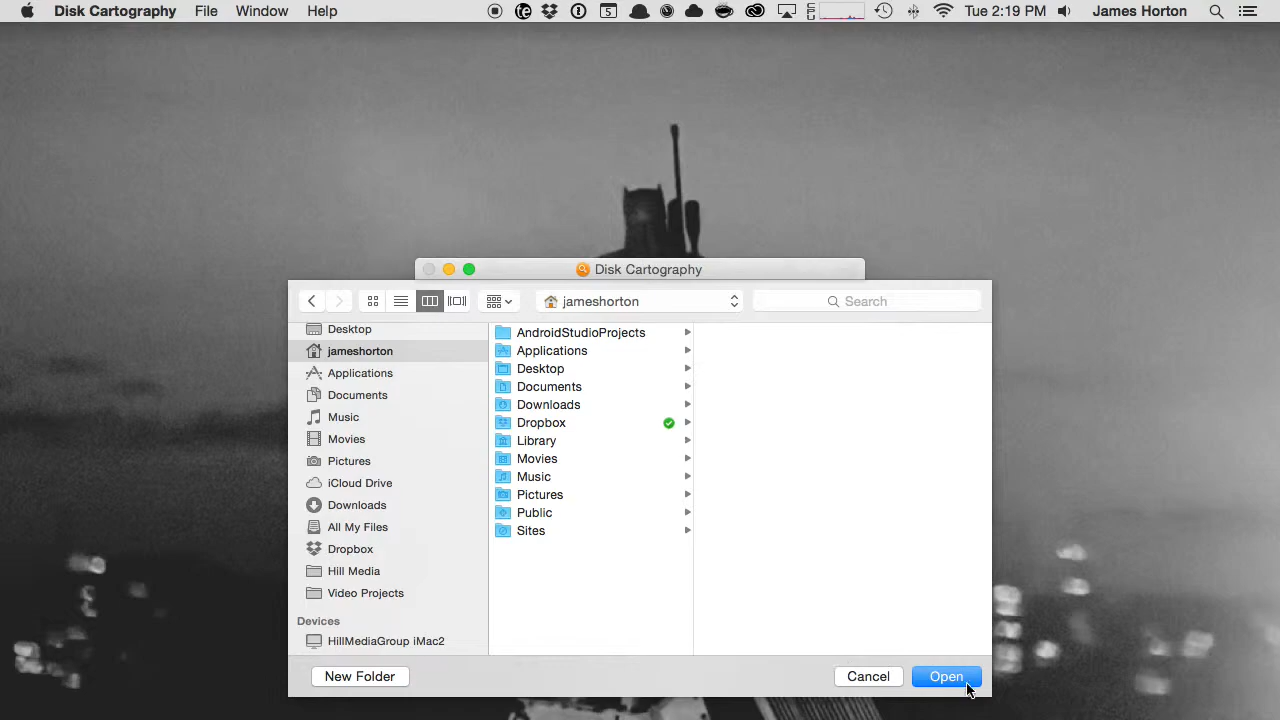 Disk Cartography File Window Help 5 Tue 2:19 PM James Horton
Disk Cartography
jameshorton Search
Desktop
jameshorton
Applications
Documents
Music
Movies
Pictures
iCloud Drive
Downloads
All My Files
Dropbox
Hill Media
Video Projects
Devices
HillMediaGroup iMac2
AndroidStudioProjects
Applications
Desktop
Documents
Downloads
Dropbox
Library
Movies
Music
Pictures
Public
Sites
New Folder Cancel Open